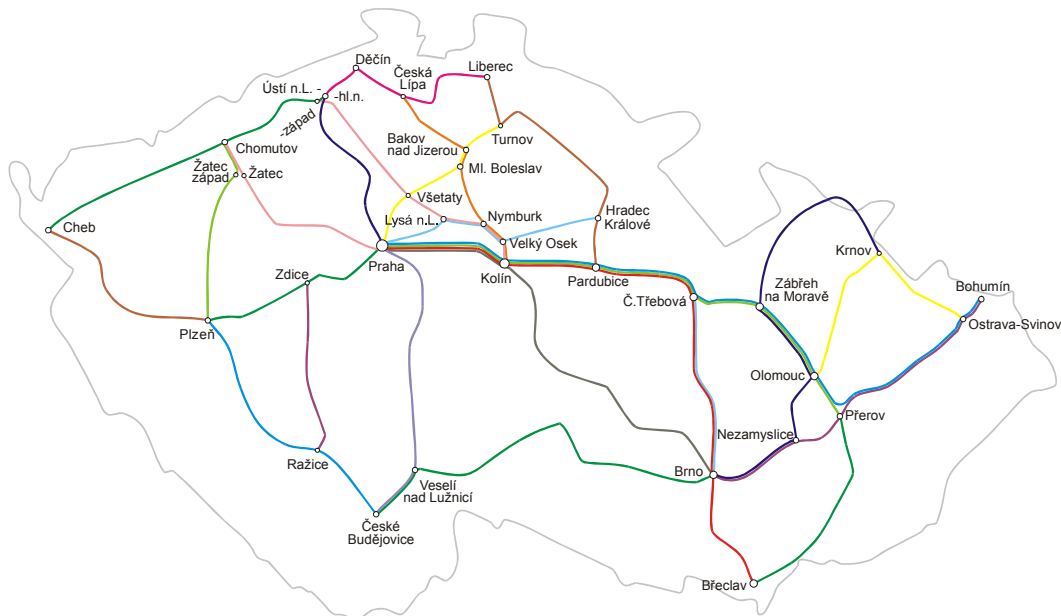 Děčín
Česká
Lípa
Liberec
Ústí n.L. -
-hl.n.
-západ
Chomutov
Turnov
Bakov
nad Jizerou
Ml. Boleslav
Žatec
západ
Žatec
Všetaty
Lysá n.L.
Nymburk
Hradec
Králové
Cheb
Velký Osek
Praha
Kolín
Pardubice
Zdice
Č.Třebová
Zábřeh
na Moravě
Krnov
Bohumín
Ostrava-Svinov
Plzeň
Olomouc
Přerov
Nezamyslice
Ražice
Brno
Veselí
nad Lužnicí
České
Budějovice
Břeclav